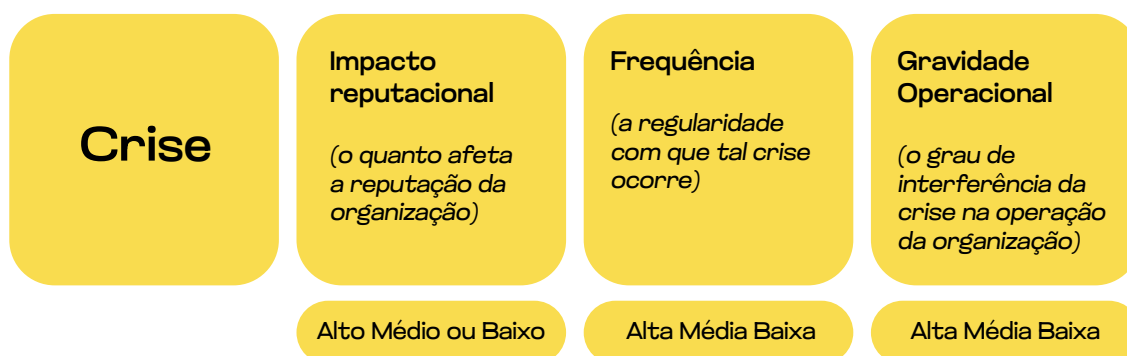 Crise
Impacto
reputacional
(o quanto afeta
a reputação da
organização)
Frequência
(a regularidade
com que tal crise
ocorre)
Gravidade
Operacional
(o grau de
interferência da
crise na operação
da organização)
Alto Médio ou Baixo
Alta Média Baixa
Alta Média Baixa